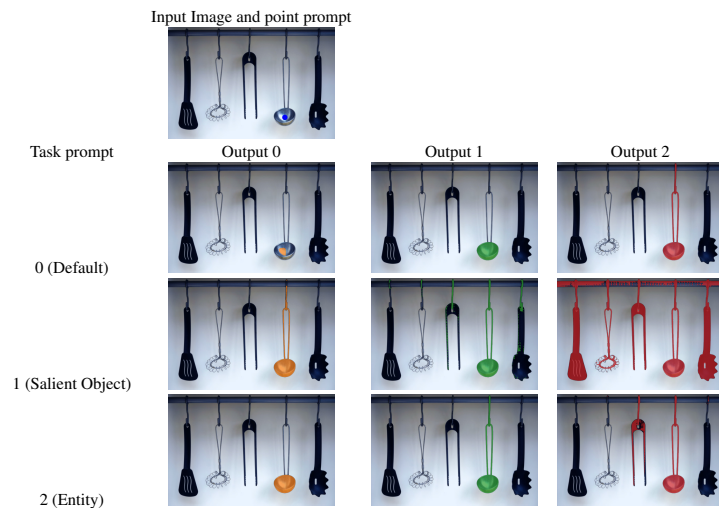 Input Image and point prompt
Task prompt
Output 0
Output 1
Output 2
0 (Default)
1 (Salient Object)
2 (Entity)